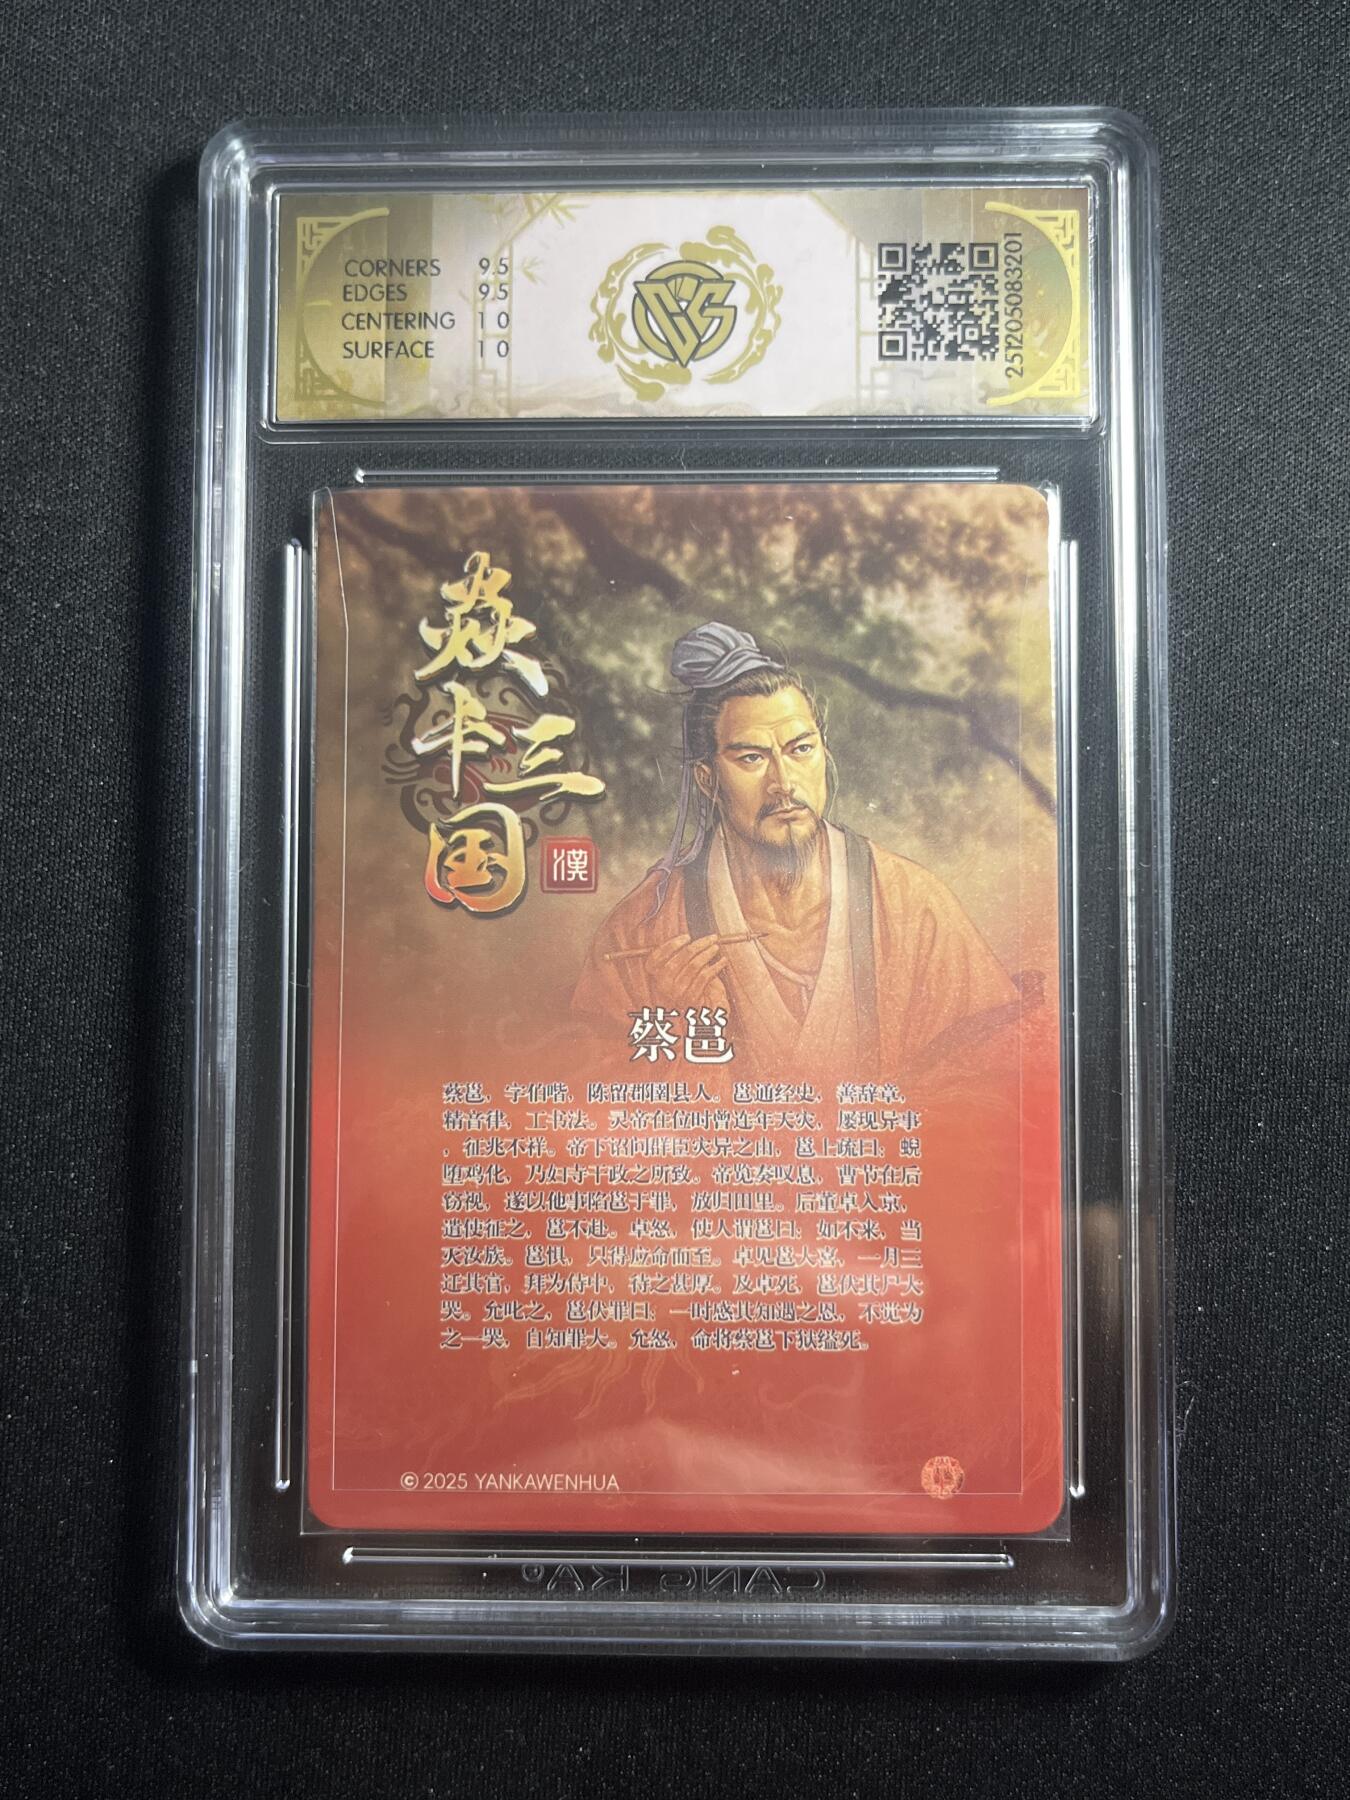 CORNERS 9.5
EDGES 9.5
CENTERING 10
SURFACE 10
251205083201
焱卡三国
漢
蔡邕
蔡邕，字伯喈，陈留郡圉县人。邕通经史，善辞章，
精音律，工书法。灵帝在位时曾连年天灾，屡现异事
，征兆不祥。帝下诏问群臣灾异之由，邕上疏曰：蜺
堕鸡化，乃妇寺干政之所致。帝览奏叹息，曹节在后
窃视，遂以他事陷邕于罪，放归田里。后董卓入京，
遣使征之，邕不赴。卓怒，使人谓邕曰：如不来，当
灭汝族。邕惧，只得应命而至。卓见邕大喜，一月三
迁其官，拜为侍中，待之甚厚。及卓死，邕伏其尸大
哭。允叱之，邕伏罪曰：一时感其知遇之恩，不觉为
之一哭，自知罪大。允怒，命将蔡邕下狱缢死。
© 2025 YANKAWENHUA
CANG KA